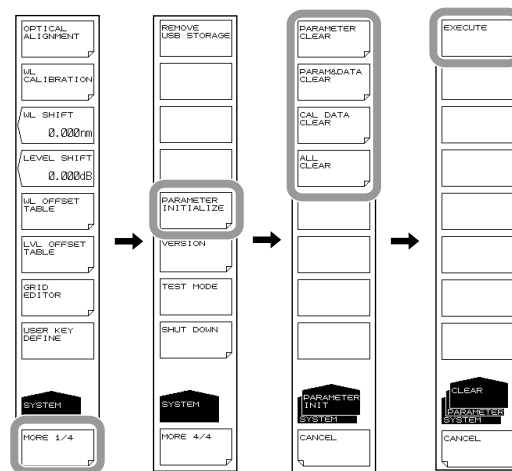 OPTICAL
ALIGNMENT
WL
CALIBRATION
WL SHIFT
0.000nm
LEVEL SHIFT
0.000dB
WL OFFSET
TABLE
LVL OFFSET
TABLE
GRID
EDITOR
USER KEY
DEFINE
SYSTEM
MORE 1/4
REMOVE
USB STORAGE
PARAMETER
INITIALIZE
VERSION
TEST MODE
SHUT DOWN
SYSTEM
MORE 4/4
PARAMETER
CLEAR
PARAM&DATA
CLEAR
CAL DATA
CLEAR
ALL
CLEAR
PARAMETER
INIT
SYSTEM
CANCEL
EXECUTE
CLEAR
PARAMETER
SYSTEM
CANCEL